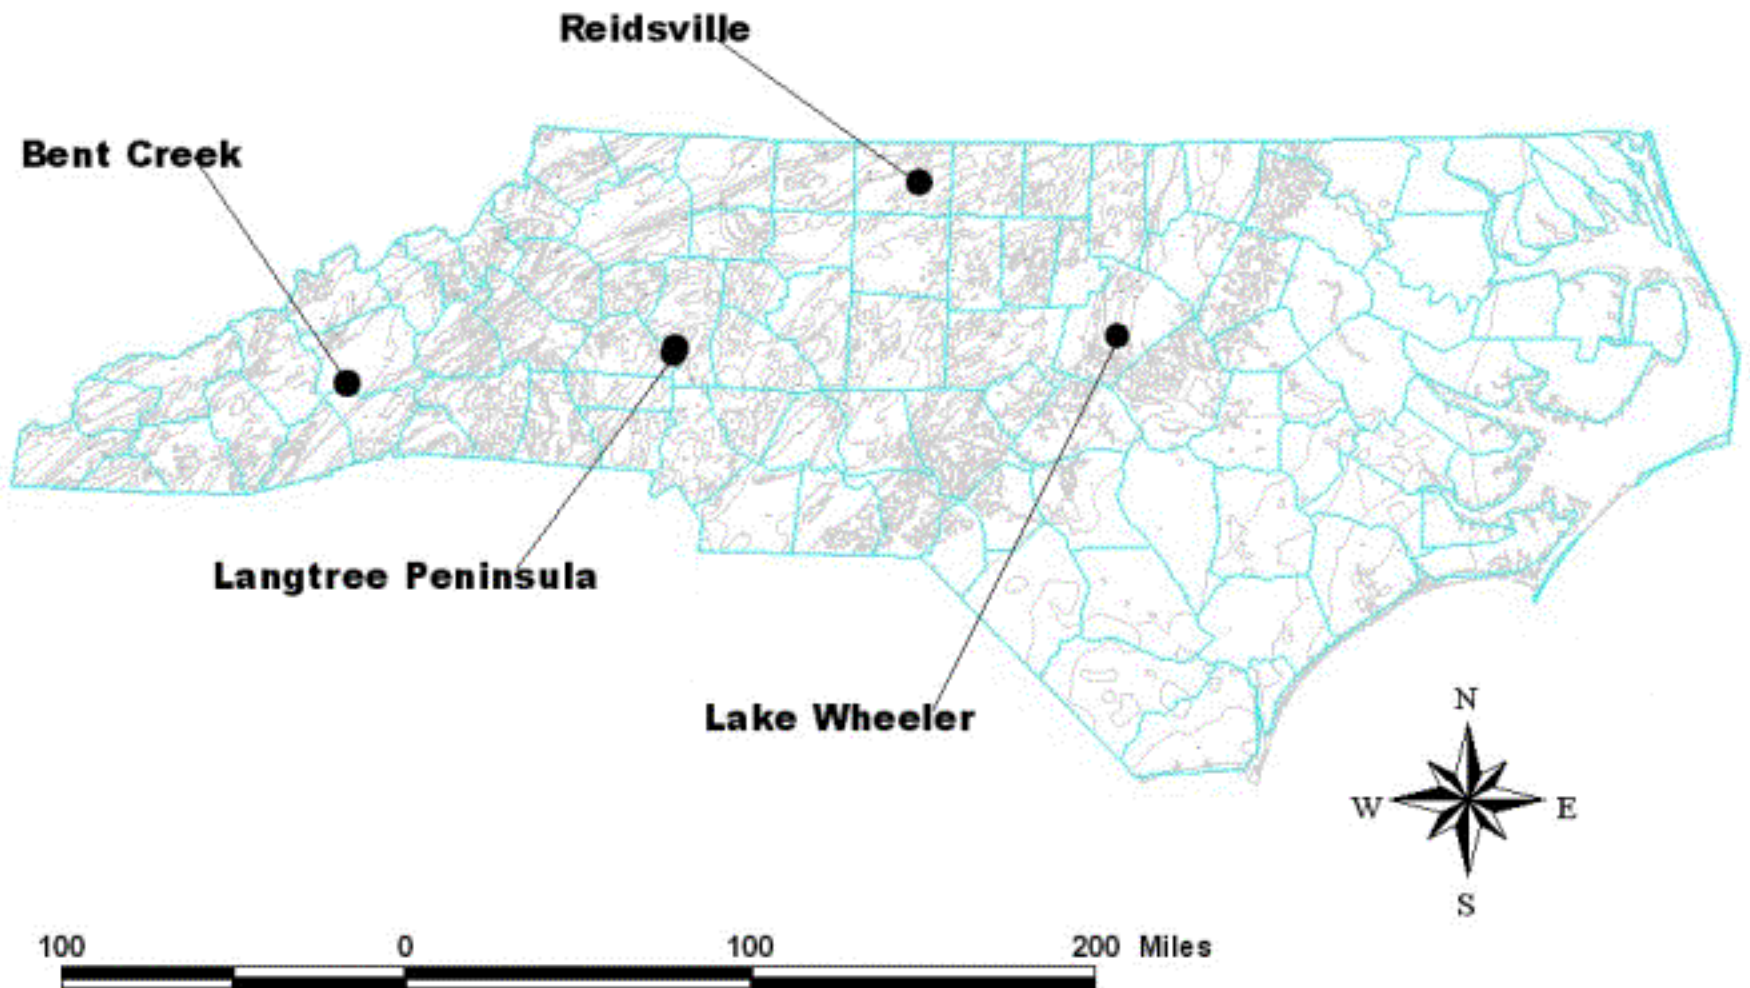 Reidsville
Bent Creek
Langtree Peninsula
Lake Wheeler
N
W E
S
100 0 100 200 Miles